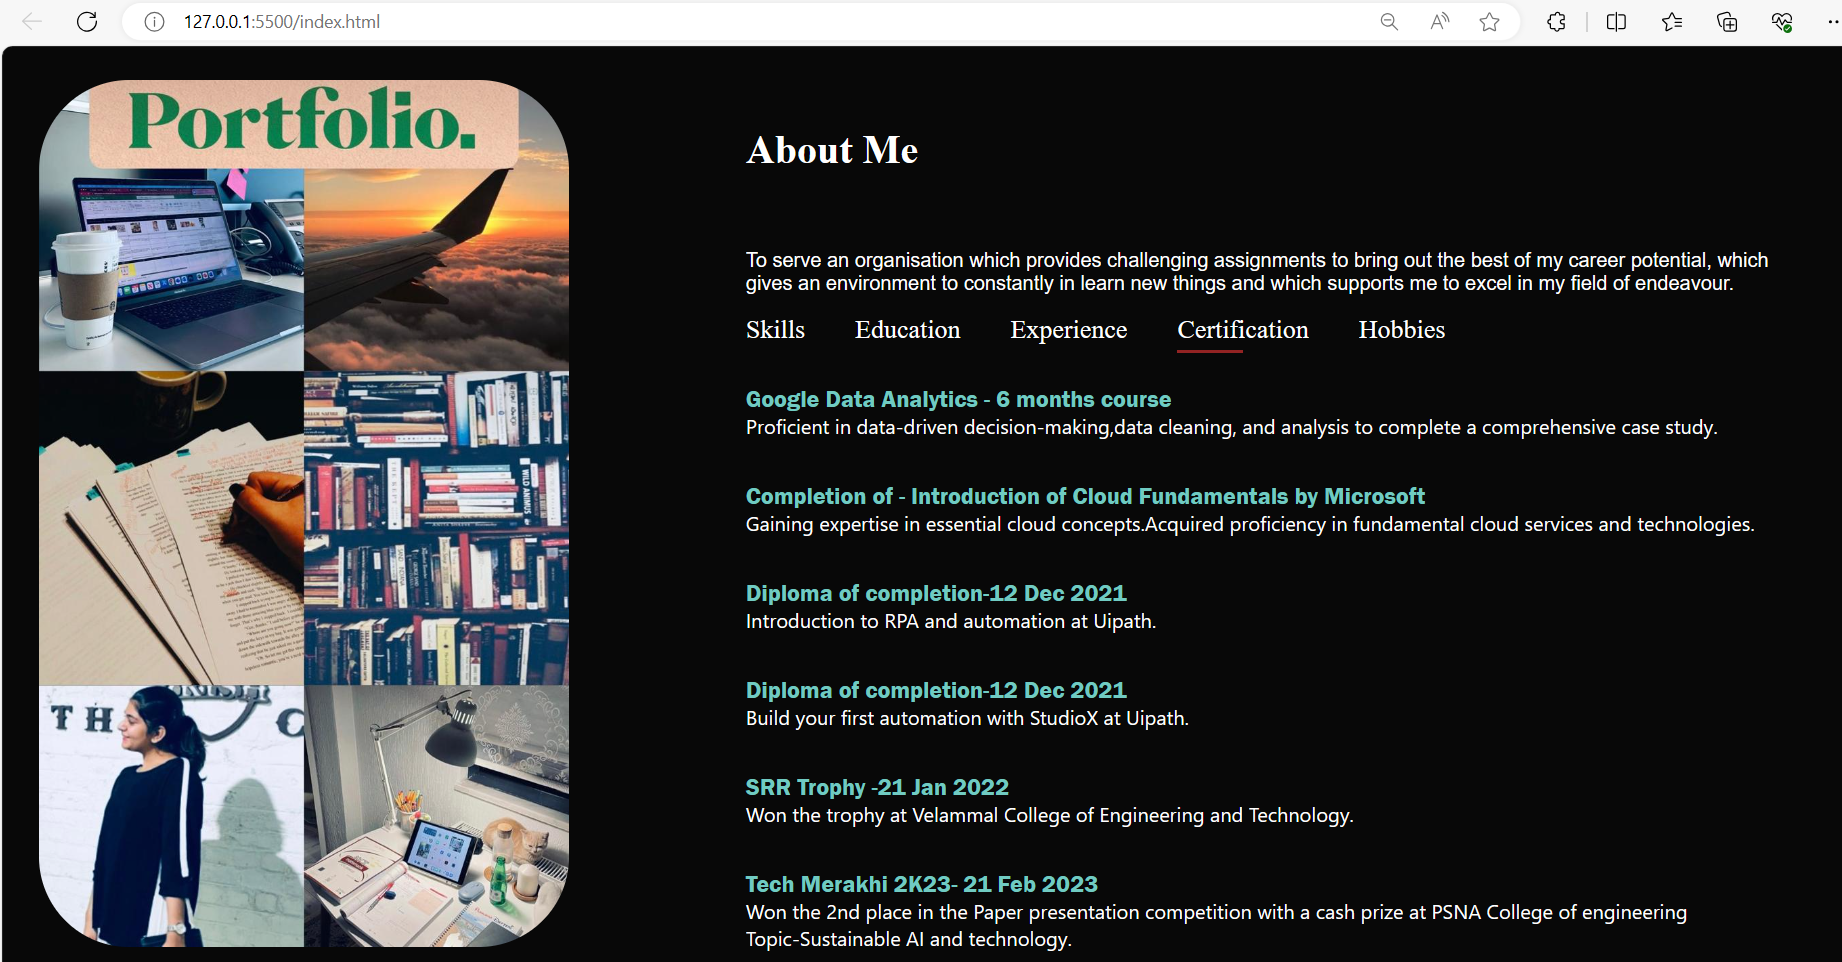 127.0.0.1:5500/index.html
Portfolio.
About Me
To serve an organisation which provides challenging assignments to bring out the best of my career potential, which
gives an environment to constantly in learn new things and which supports me to excel in my field of endeavour.
Skills Education Experience Certification Hobbies
Google Data Analytics - 6 months course
Proficient in data-driven decision-making,data cleaning, and analysis to complete a comprehensive case study.
Completion of - Introduction of Cloud Fundamentals by Microsoft
Gaining expertise in essential cloud concepts.Acquired proficiency in fundamental cloud services and technologies.
Diploma of completion-12 Dec 2021
Introduction to RPA and automation at Uipath.
Diploma of completion-12 Dec 2021
Build your first automation with StudioX at Uipath.
SRR Trophy -21 Jan 2022
Won the trophy at Velammal College of Engineering and Technology.
Tech Merakhi 2K23- 21 Feb 2023
Won the 2nd place in the Paper presentation competition with a cash prize at PSNA College of engineering
Topic-Sustainable AI and technology.
WILD ANIMUS
TH C